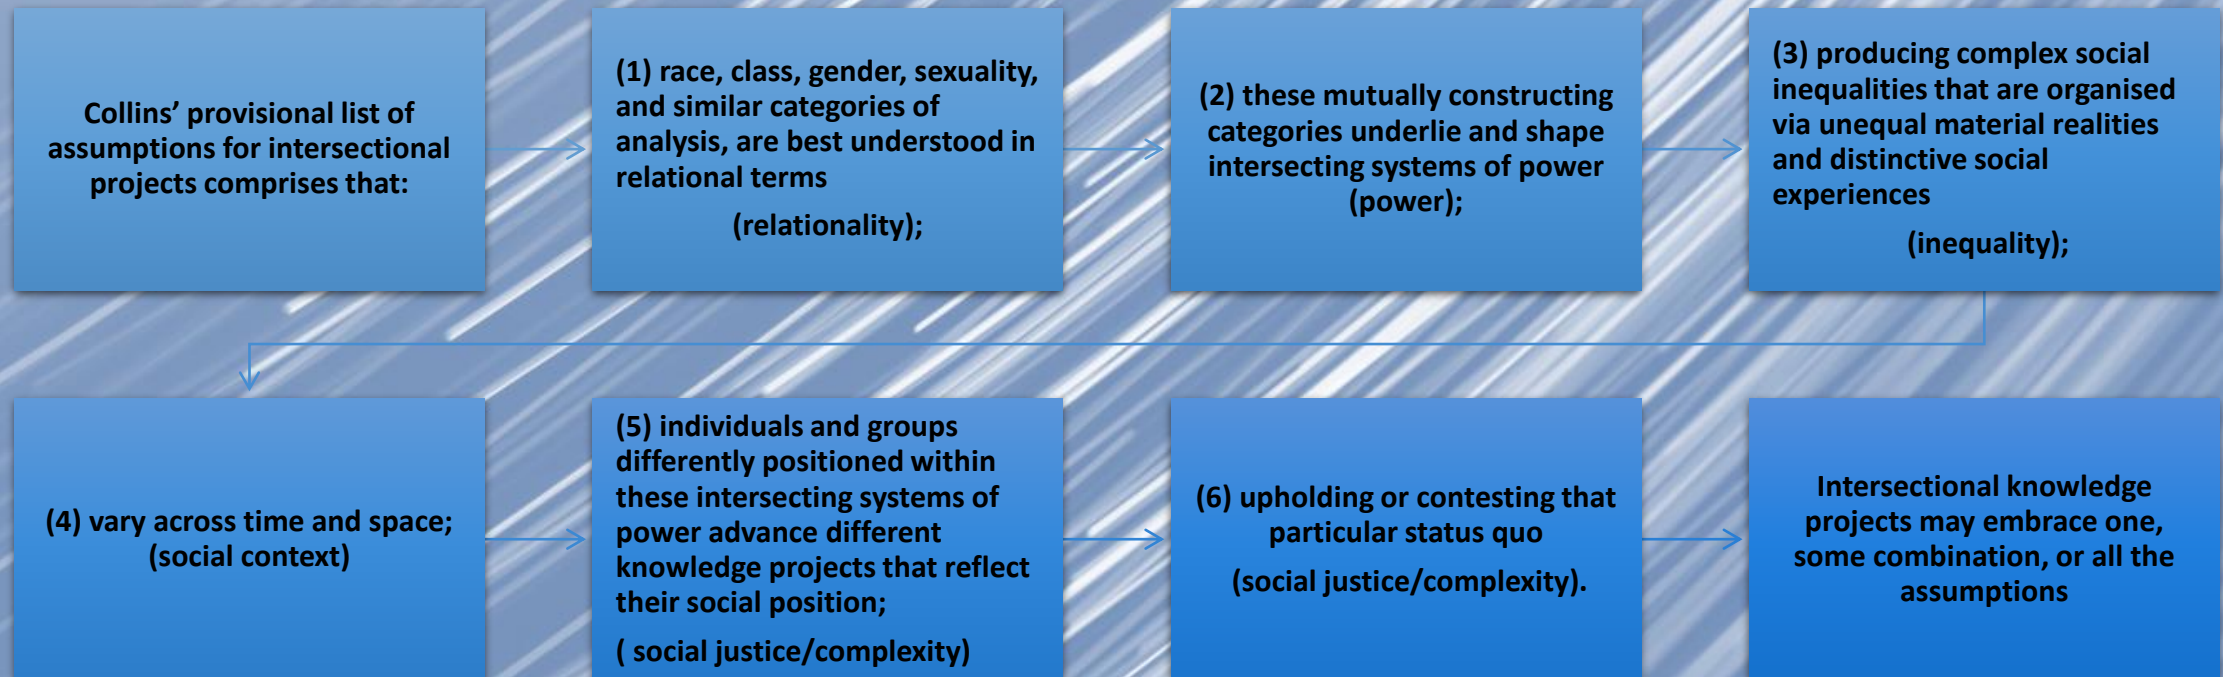 Collins’ provisional list of
assumptions for intersectional
projects comprises that:
(1) race, class, gender, sexuality,
and similar categories of
analysis, are best understood in
relational terms
(relationality);
(2) these mutually constructing
categories underlie and shape
intersecting systems of power
(power);
(3) producing complex social
inequalities that are organised
via unequal material realities
and distinctive social
experiences
(inequality);
(4) vary across time and space;
(social context)
(5) individuals and groups
differently positioned within
these intersecting systems of
power advance different
knowledge projects that reflect
their social position;
( social justice/complexity)
(6) upholding or contesting that
particular status quo
(social justice/complexity).
Intersectional knowledge
projects may embrace one,
some combination, or all the
assumptions